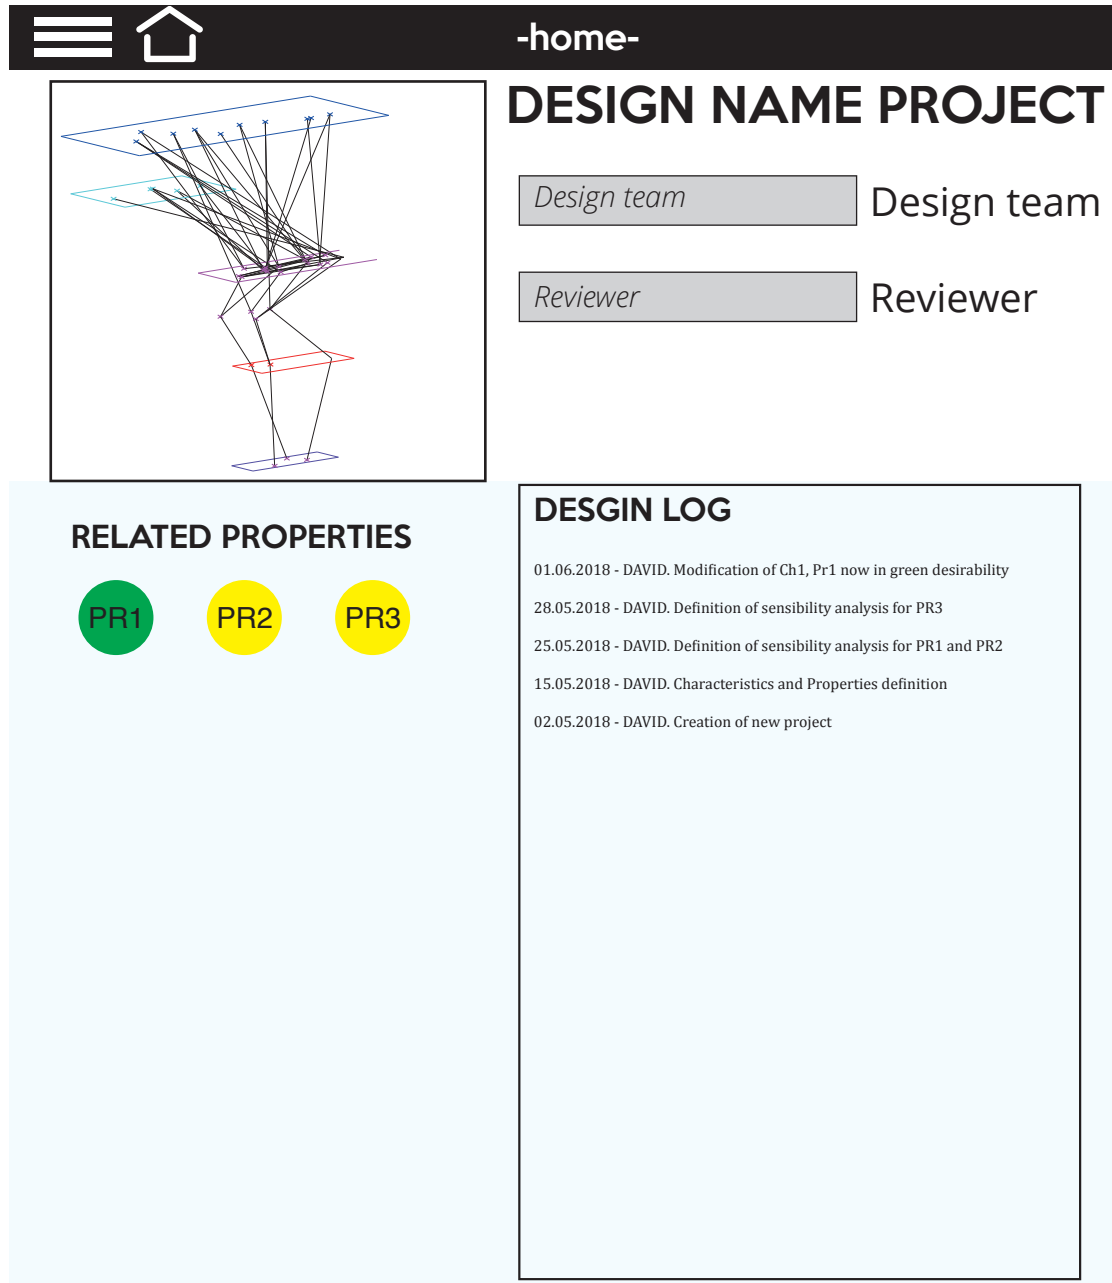 -home-
DESIGN NAME PROJECT
Design team
Design team
Reviewer
Reviewer
RELATED PROPERTIES
PR1
PR2
PR3
DESGIN LOG
01.06.2018 - DAVID. Modification of Ch1, Pr1 now in green desirability
28.05.2018 - DAVID. Definition of sensibility analysis for PR3
25.05.2018 - DAVID. Definition of sensibility analysis for PR1 and PR2
15.05.2018 - DAVID. Characteristics and Properties definition
02.05.2018 - DAVID. Creation of new project